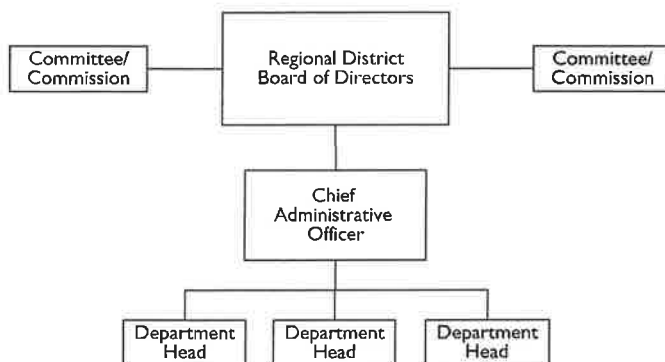 Committee/
Commission
Regional District
Board of Directors
Committee/
Commission
Chief
Administrative
Officer
Department
Head
Department
Head
Department
Head